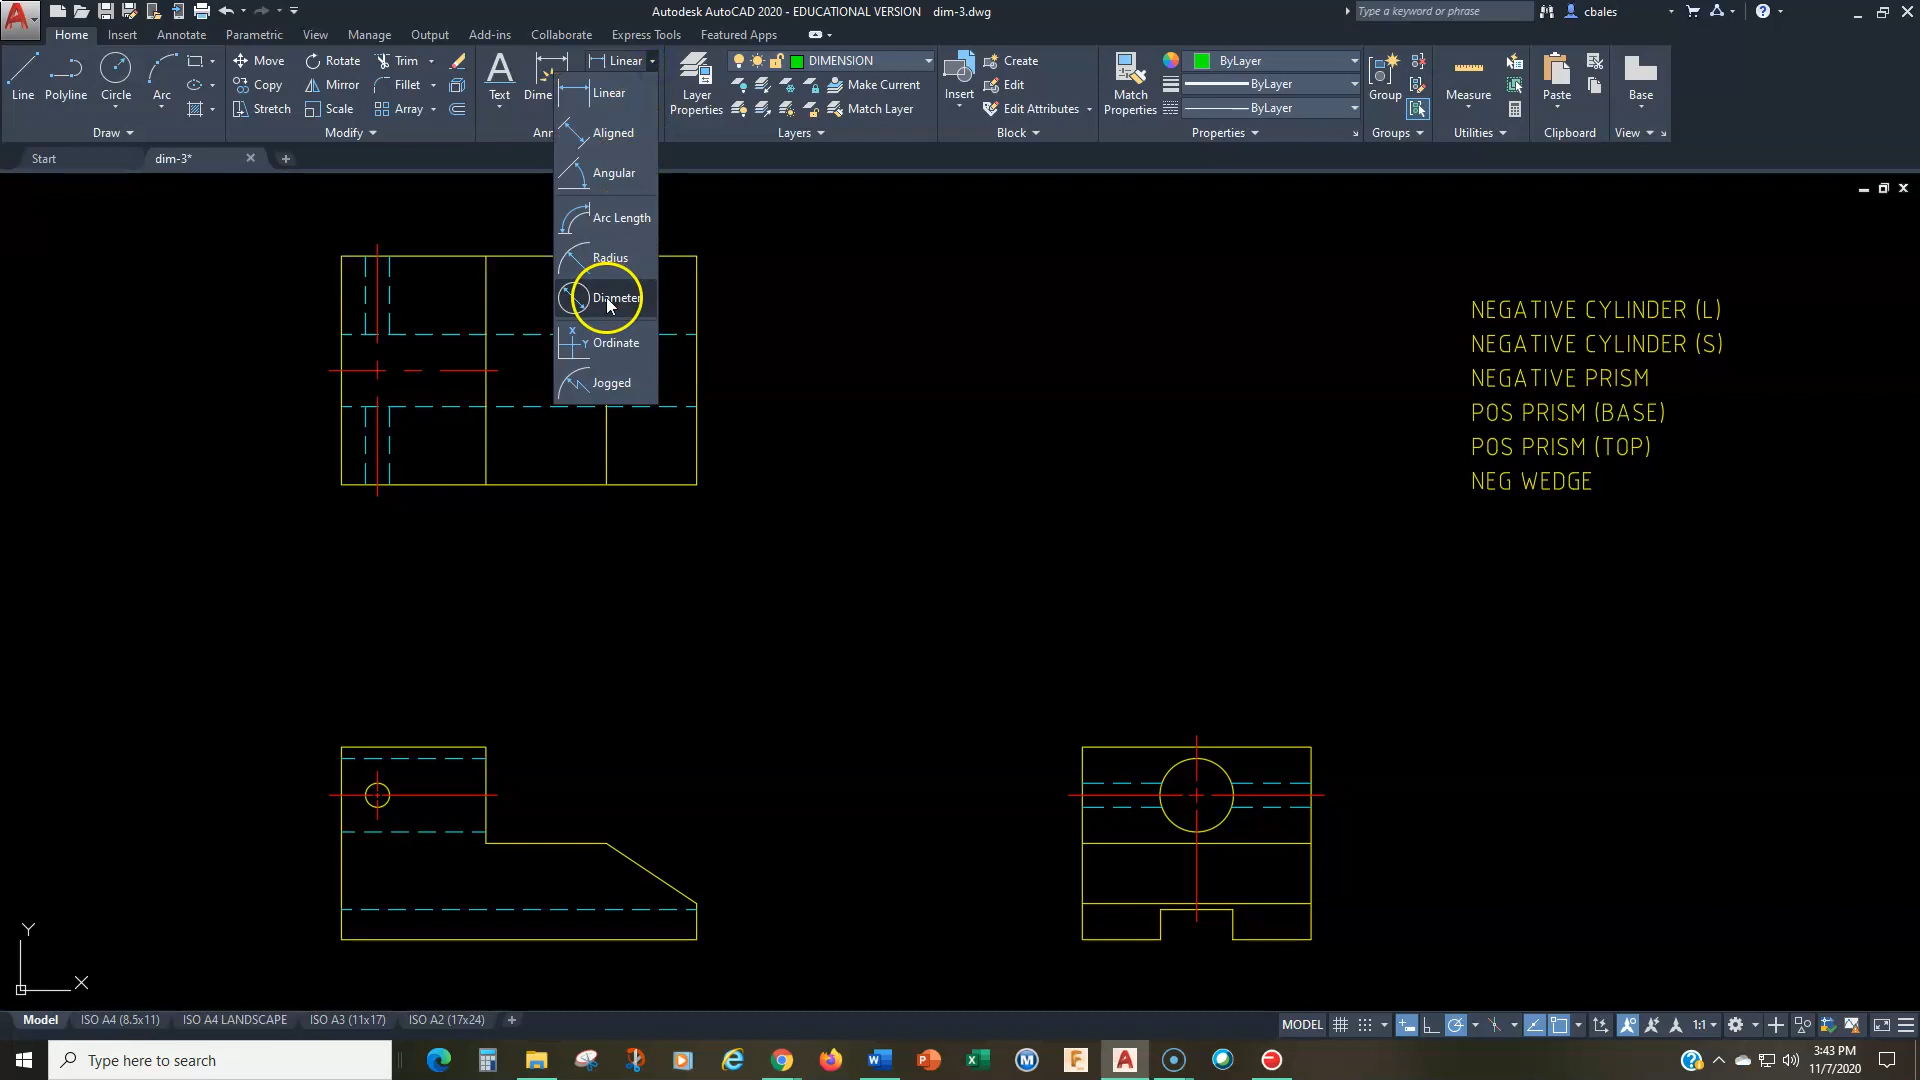 Autodesk AutoCAD 2020 - EDUCATIONAL VERSION dim-3.dwg
Type a keyword or phrase
cbales
Home Insert Annotate Parametric View Manage Output Add-ins Collaborate Express Tools Featured Apps
Line Polyline Circle Arc
Move Rotate Trim
Copy Mirror Fillet
Stretch Scale Array
Text Dime
Linear
Layer Properties
DIMENSION
Make Current
Match Layer
Insert
Create
Edit
Edit Attributes
Match Properties
ByLayer
ByLayer
ByLayer
Group
Measure
Paste
Base
Draw Modify Ann Layers Block Properties Groups Utilities Clipboard View
Start dim-3*
Linear
Aligned
Angular
Arc Length
Radius
Diameter
Ordinate
Jogged
NEGATIVE CYLINDER (L)
NEGATIVE CYLINDER (S)
NEGATIVE PRISM
POS PRISM (BASE)
POS PRISM (TOP)
NEG WEDGE
Y
X
Model ISO A4 (8.5x11) ISO A4 LANDSCAPE ISO A3 (11x17) ISO A2 (17x24)
MODEL 1:1
Type here to search
3:43 PM
11/7/2020